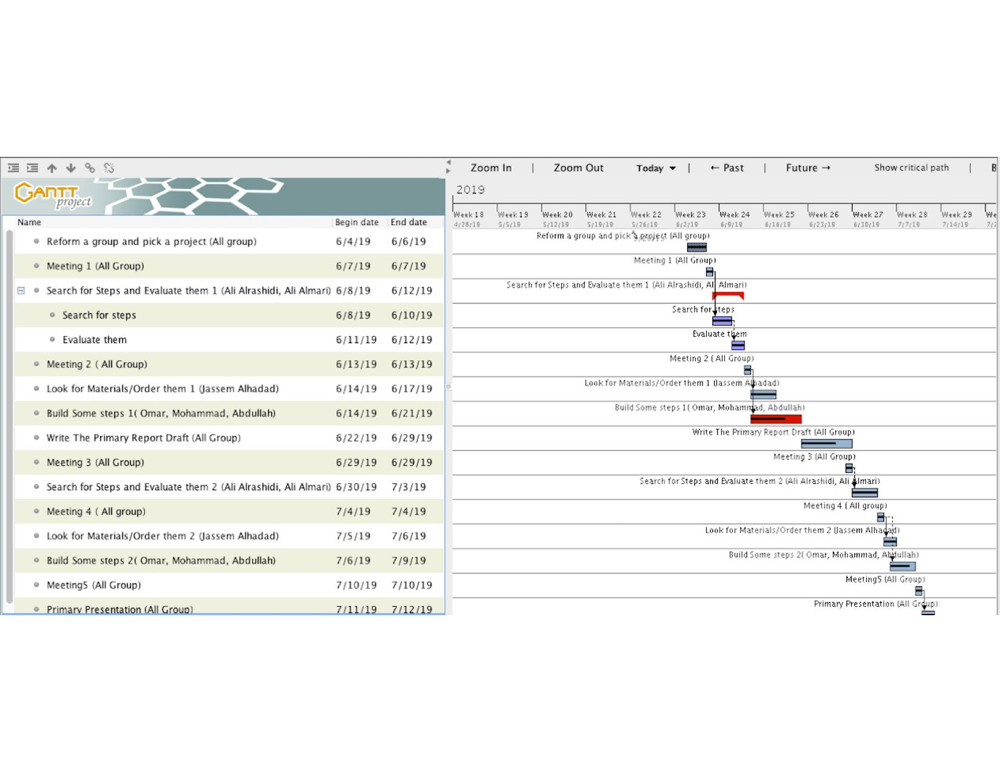 Zoom In | Zoom Out Today ▼ | ← Past | Future → Show critical path | B
GANTT
project
2019
Week 18 Week 19 Week 20 Week 21 Week 22 Week 23 Week 24 Week 25 Week 26 Week 27 Week 28 Week 29 We
4/28/19 5/5/19 5/12/19 5/19/19 5/26/19 6/2/19 6/9/19 6/16/19 6/23/19 6/30/19 7/7/19 7/14/19 7/2
Name Begin date End date
Reform a group and pick a project (All group) 6/4/19 6/6/19
Meeting 1 (All Group) 6/7/19 6/7/19
Search for Steps and Evaluate them 1 (Ali Alrashidi, Ali Almari) 6/8/19 6/12/19
Search for steps 6/8/19 6/10/19
Evaluate them 6/11/19 6/12/19
Meeting 2 ( All Group) 6/13/19 6/13/19
Look for Materials/Order them 1 (Jassem Alhadad) 6/14/19 6/17/19
Build Some steps 1( Omar, Mohammad, Abdullah) 6/14/19 6/21/19
Write The Primary Report Draft (All Group) 6/22/19 6/29/19
Meeting 3 (All Group) 6/29/19 6/29/19
Search for Steps and Evaluate them 2 (Ali Alrashidi, Ali Almari) 6/30/19 7/3/19
Meeting 4 ( All group) 7/4/19 7/4/19
Look for Materials/Order them 2 (Jassem Alhadad) 7/5/19 7/6/19
Build Some steps 2( Omar, Mohammad, Abdullah) 7/6/19 7/9/19
Meeting5 (All Group) 7/10/19 7/10/19
Primary Presentation (All Group) 7/11/19 7/12/19
Reform a group and pick a project (All group)
Meeting 1 (All Group)
Search for Steps and Evaluate them 1 (Ali Alrashidi, Ali Almari)
Search for steps
Evaluate them
Meeting 2 ( All Group)
Look for Materials/Order them 1 (Jassem Alhadad)
Build Some steps 1( Omar, Mohammad, Abdullah)
Write The Primary Report Draft (All Group)
Meeting 3 (All Group)
Search for Steps and Evaluate them 2 (Ali Alrashidi, Ali Almari)
Meeting 4 ( All group)
Look for Materials/Order them 2 (Jassem Alhadad)
Build Some steps 2( Omar, Mohammad, Abdullah)
Meeting5 (All Group)
Primary Presentation (All Group)